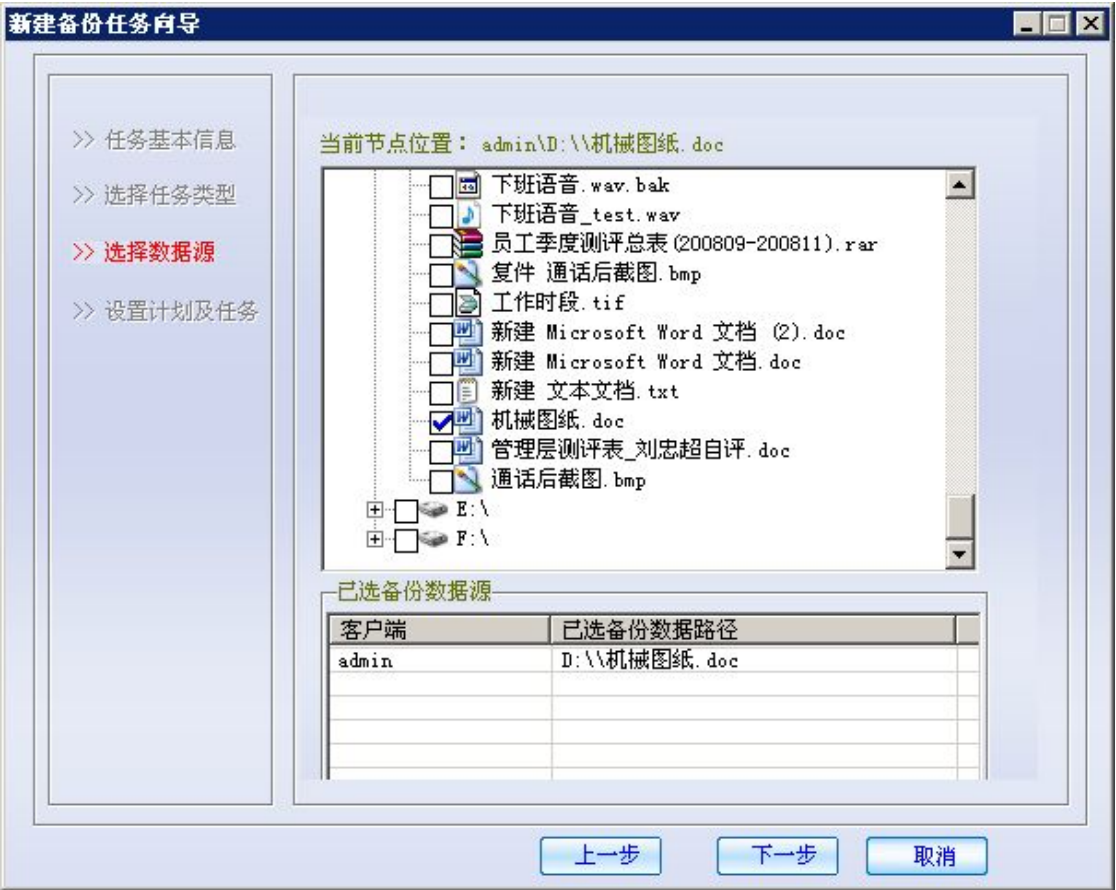 新建备份任务向导
>> 任务基本信息
>> 选择任务类型
>> 选择数据源
>> 设置计划及任务
当前节点位置： admin\D:\\机械图纸.doc
下班语音.wav.bak
下班语音_test.wav
员工季度测评总表(200809-200811).rar
复件 通话后截图.bmp
工作时段.tif
新建 Microsoft Word 文档 (2).doc
新建 Microsoft Word 文档.doc
新建 文本文档.txt
机械图纸.doc
管理层测评表_刘忠超自评.doc
通话后截图.bmp
E:\
F:\
已选备份数据源
客户端 已选备份数据路径
admin D:\\机械图纸.doc
上一步 下一步 取消